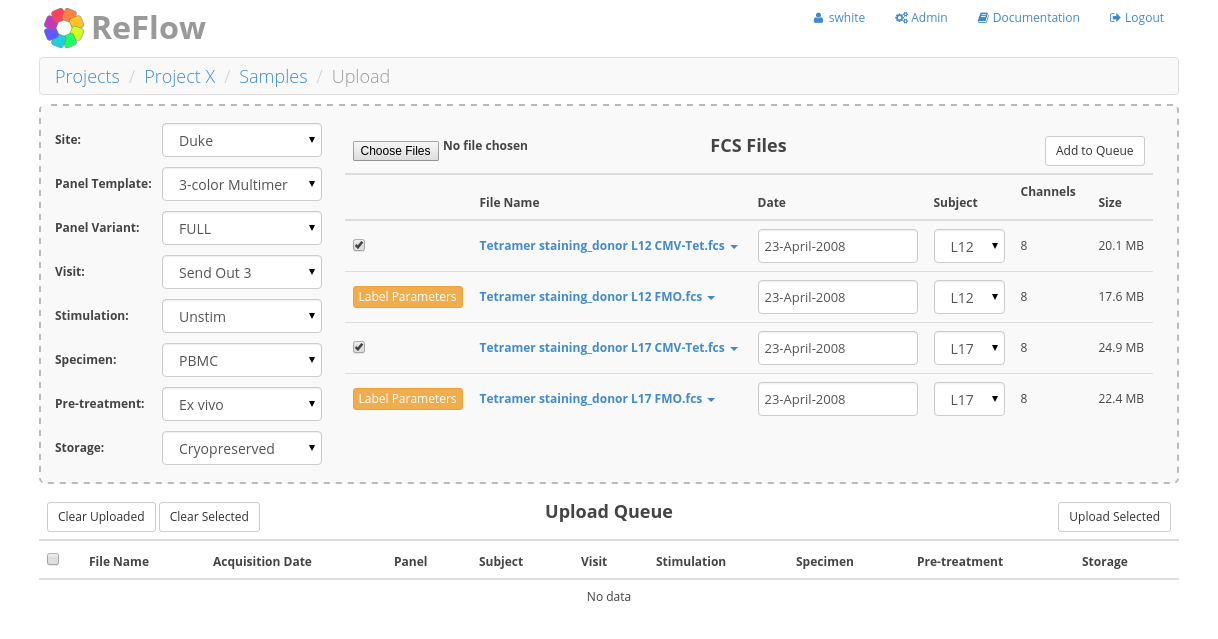 ReFlow
swhite Admin Documentation Logout
Projects / Project X / Samples / Upload
Site: Duke
Panel Template: 3-color Multimer
Panel Variant: FULL
Visit: Send Out 3
Stimulation: Unstim
Specimen: PBMC
Pre-treatment: Ex vivo
Storage: Cryopreserved
Choose Files No file chosen FCS Files Add to Queue
File Name Date Subject Channels Size
Tetramer staining_donor L12 CMV-Tet.fcs 23-April-2008 L12 8 20.1 MB
Label Parameters Tetramer staining_donor L12 FMO.fcs 23-April-2008 L12 8 17.6 MB
Tetramer staining_donor L17 CMV-Tet.fcs 23-April-2008 L17 8 24.9 MB
Label Parameters Tetramer staining_donor L17 FMO.fcs 23-April-2008 L17 8 22.4 MB
Clear Uploaded Clear Selected Upload Queue Upload Selected
File Name Acquisition Date Panel Subject Visit Stimulation Specimen Pre-treatment Storage
No data